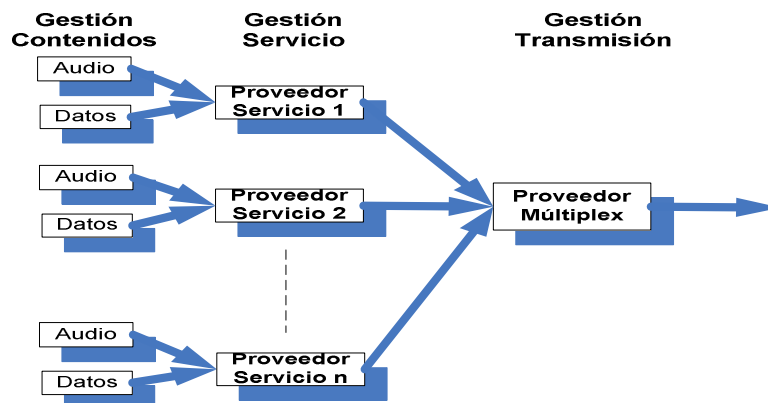 Gestión
Contenidos
Gestión
Servicio
Gestión
Transmisión
Audio
Datos
Proveedor
Servicio 1
Audio
Datos
Proveedor
Servicio 2
Proveedor
Múltiplex
Audio
Datos
Proveedor
Servicio n